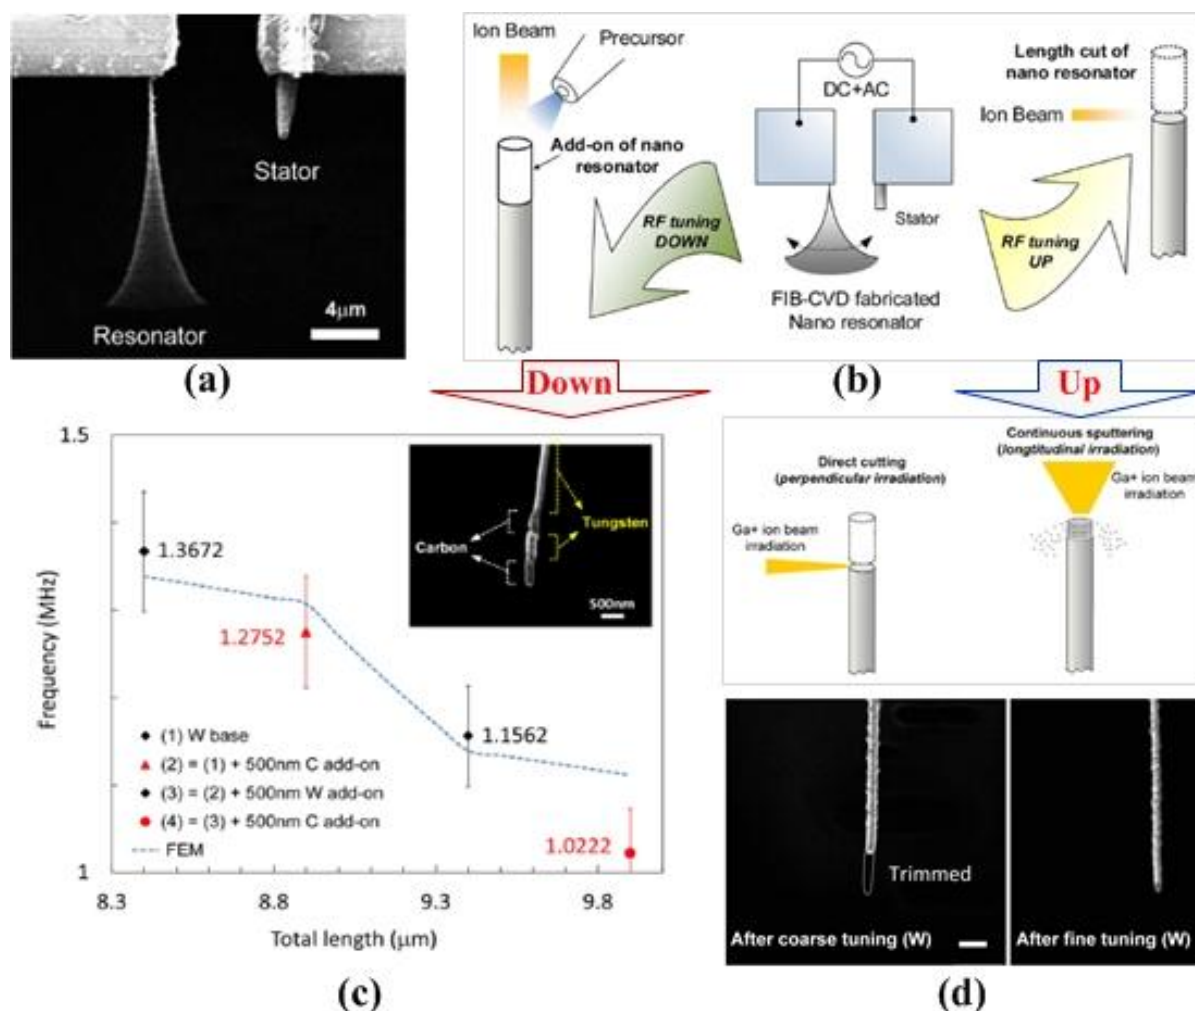 Resonator
Stator
4μm
(a)
Ion Beam
Precursor
Add-on of nano
resonator
RF tuning
DOWN
DC+AC
Stator
FIB-CVD fabricated
Nano resonator
Length cut of
nano resonator
Ion Beam
RF tuning
UP
(b)
Down
Up
1.5
1
Frequency (MHz)
1.3672
1.2752
1.1562
1.0222
Carbon
Tungsten
500nm
(1) W base
(2) = (1) + 500nm C add-on
(3) = (2) + 500nm W add-on
(4) = (3) + 500nm C add-on
FEM
8.3
8.8
9.3
9.8
Total length (μm)
(c)
Direct cutting
(perpendicular irradiation)
Ga+ ion beam
irradiation
Continuous sputtering
(longtitudinal irradiation)
Ga+ ion beam
irradiation
Trimmed
After coarse tuning (W)
After fine tuning (W)
(d)